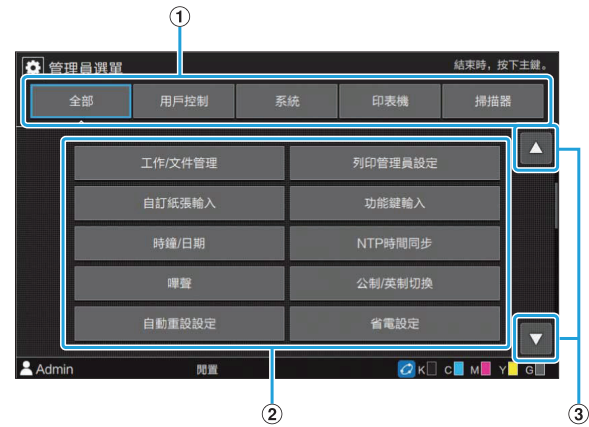 ①
管理員選單 結束時，按下主鍵。
全部 用戶控制 系統 印表機 掃描器
工作/文件管理 列印管理員設定
自訂紙張輸入 功能鍵輸入
時鐘/日期 NTP時間同步
嗶聲 公制/英制切換
自動重設設定 省電設定
Admin 閒置 K C M Y G
② ③